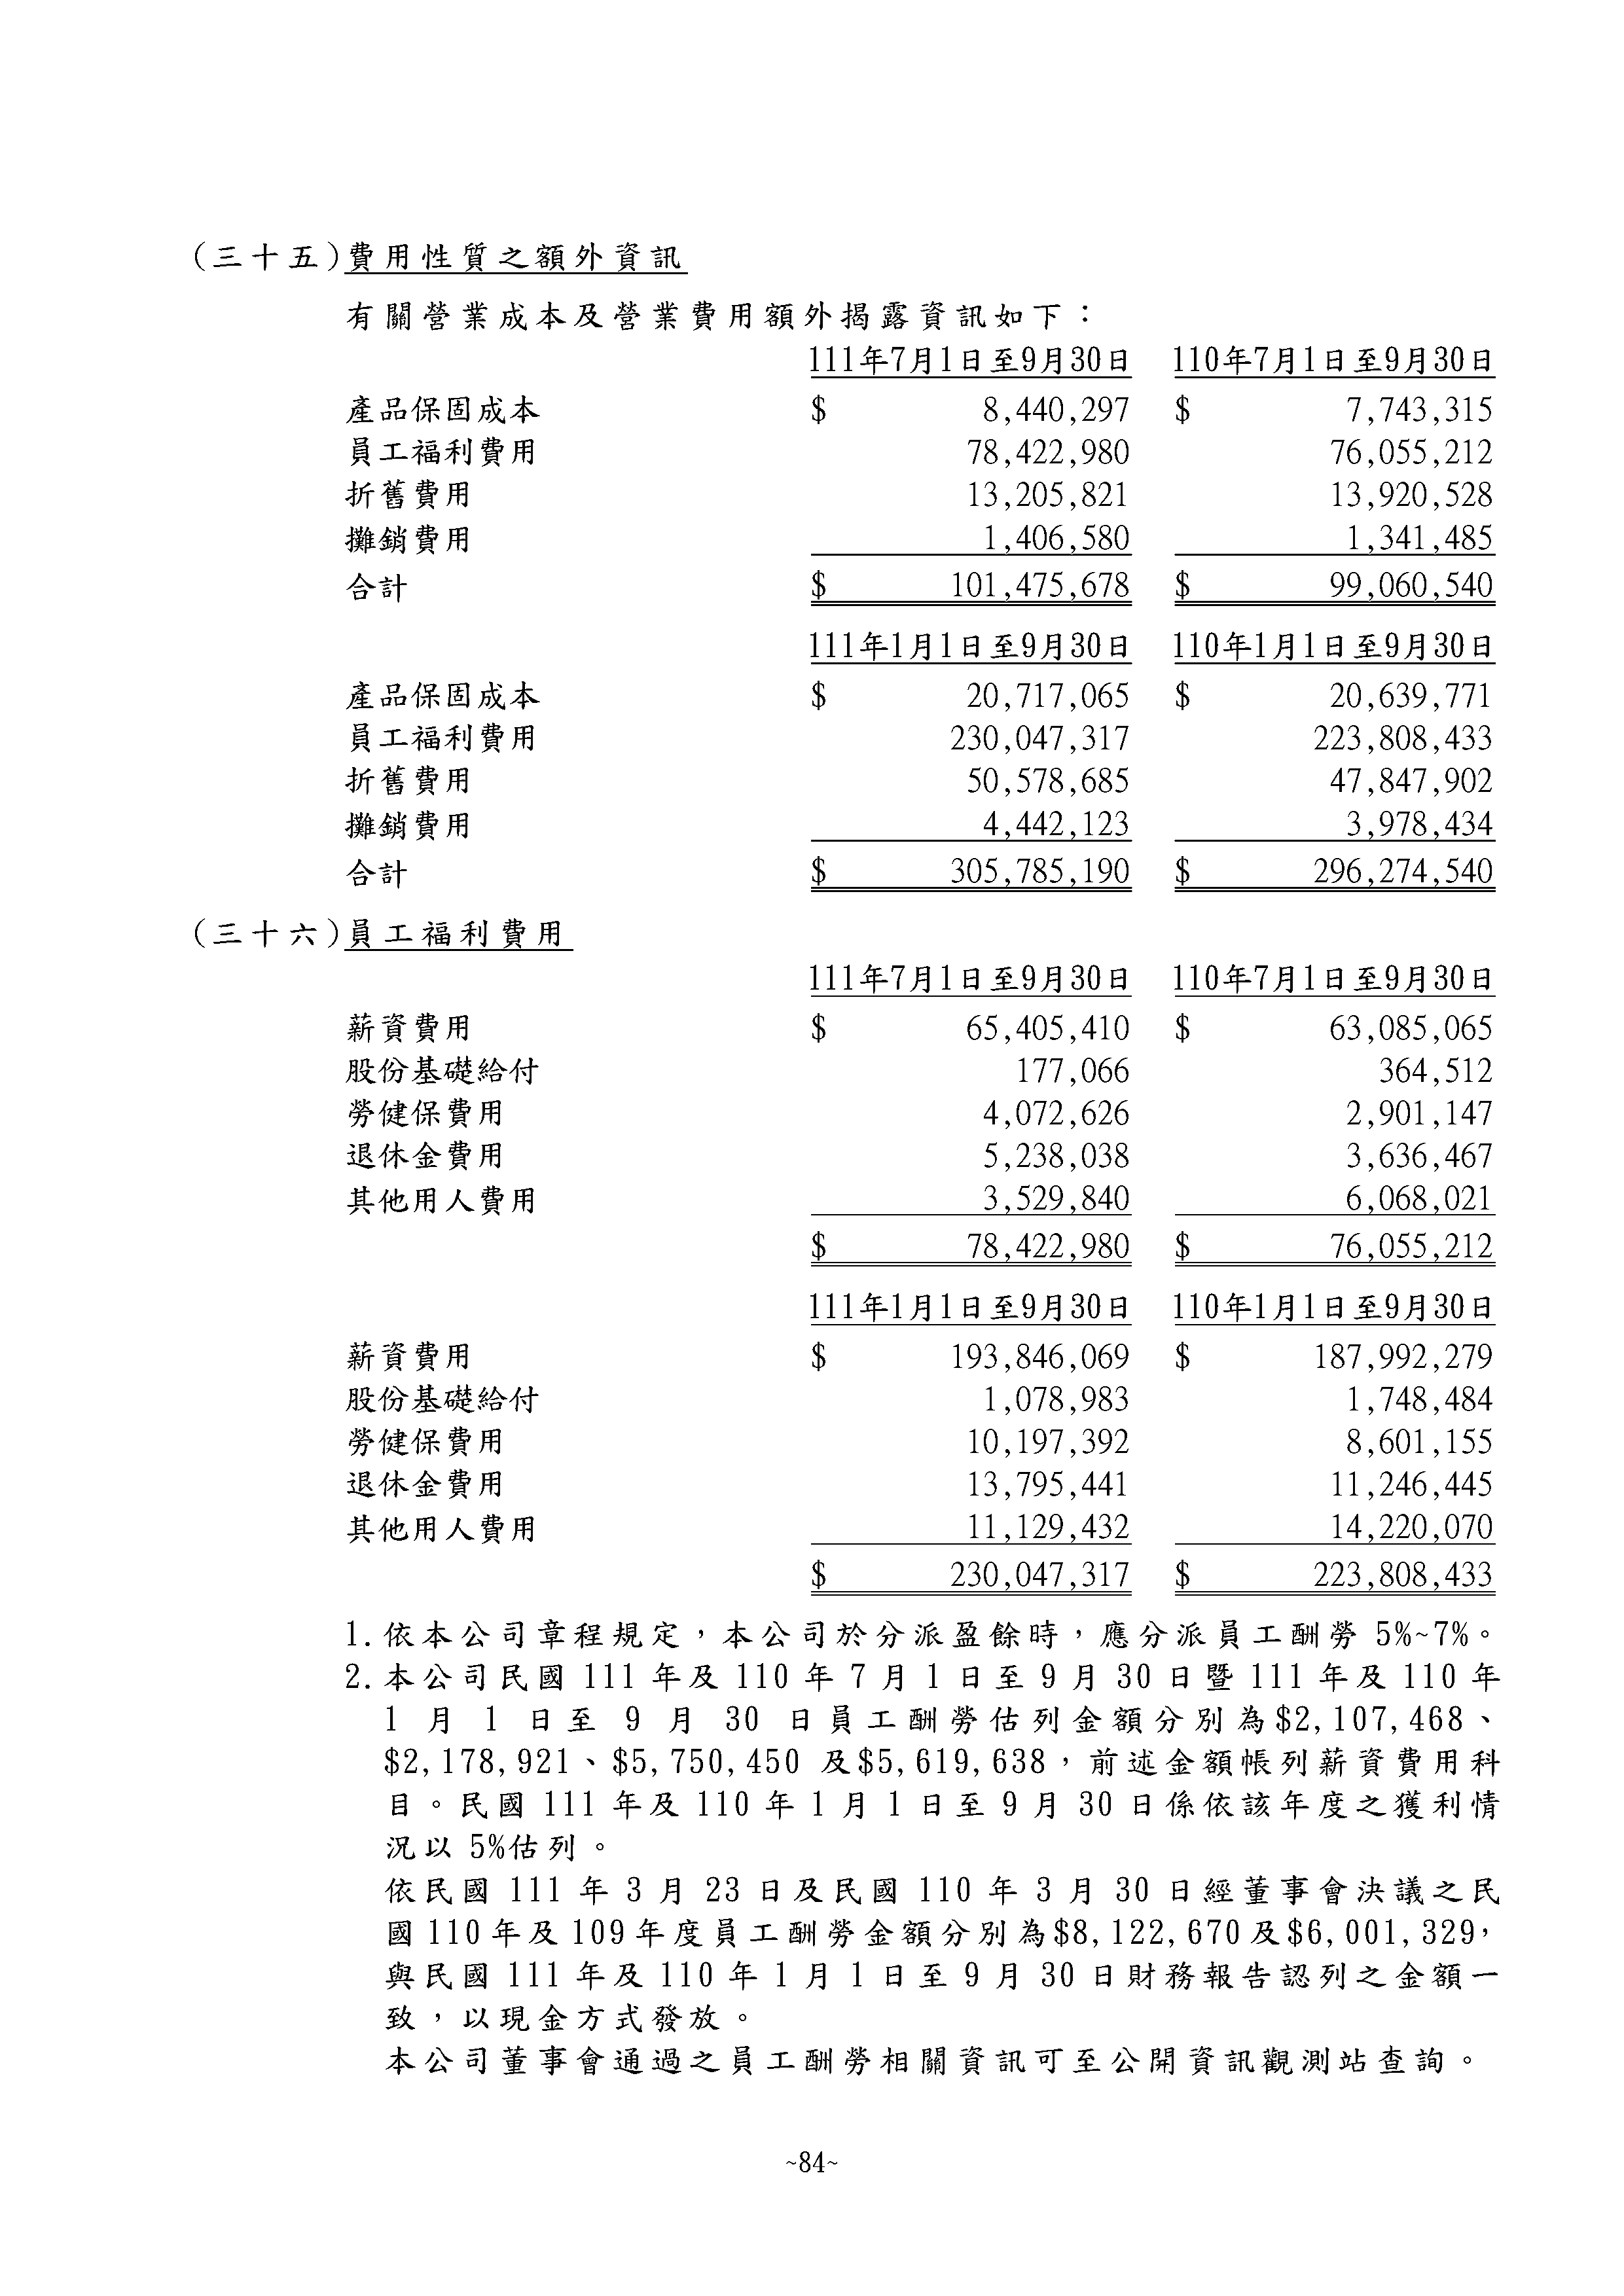 (三十五)費用性質之額外資訊
有關營業成本及營業費用額外揭露資訊如下：
111年7月1日至9月30日 110年7月1日至9月30日
產品保固成本 $ 8,440,297 $ 7,743,315
員工福利費用 78,422,980 76,055,212
折舊費用 13,205,821 13,920,528
攤銷費用 1,406,580 1,341,485
合計 $ 101,475,678 $ 99,060,540
111年1月1日至9月30日 110年1月1日至9月30日
產品保固成本 $ 20,717,065 $ 20,639,771
員工福利費用 230,047,317 223,808,433
折舊費用 50,578,685 47,847,902
攤銷費用 4,442,123 3,978,434
合計 $ 305,785,190 $ 296,274,540
(三十六)員工福利費用
111年7月1日至9月30日 110年7月1日至9月30日
薪資費用 $ 65,405,410 $ 63,085,065
股份基礎給付 177,066 364,512
勞健保費用 4,072,626 2,901,147
退休金費用 5,238,038 3,636,467
其他用人費用 3,529,840 6,068,021
$ 78,422,980 $ 76,055,212
111年1月1日至9月30日 110年1月1日至9月30日
薪資費用 $ 193,846,069 $ 187,992,279
股份基礎給付 1,078,983 1,748,484
勞健保費用 10,197,392 8,601,155
退休金費用 13,795,441 11,246,445
其他用人費用 11,129,432 14,220,070
$ 230,047,317 $ 223,808,433
1.依本公司章程規定，本公司於分派盈餘時，應分派員工酬勞 5%~7%。
2.本公司民國 111 年及 110 年 7 月 1 日至 9 月 30 日暨 111 年及 110 年
1 月 1 日至 9 月 30 日員工酬勞估列金額分別為$2,107,468、
$2,178,921、$5,750,450 及$5,619,638，前述金額帳列薪資費用科
目。民國 111 年及 110 年 1 月 1 日至 9 月 30 日係依該年度之獲利情
況以 5%估列。
依民國 111 年 3 月 23 日及民國 110 年 3 月 30 日經董事會決議之民
國 110 年及 109 年度員工酬勞金額分別為$8,122,670 及$6,001,329，
與民國 111 年及 110 年 1 月 1 日至 9 月 30 日財務報告認列之金額一
致，以現金方式發放。
本公司董事會通過之員工酬勞相關資訊可至公開資訊觀測站查詢。
~84~